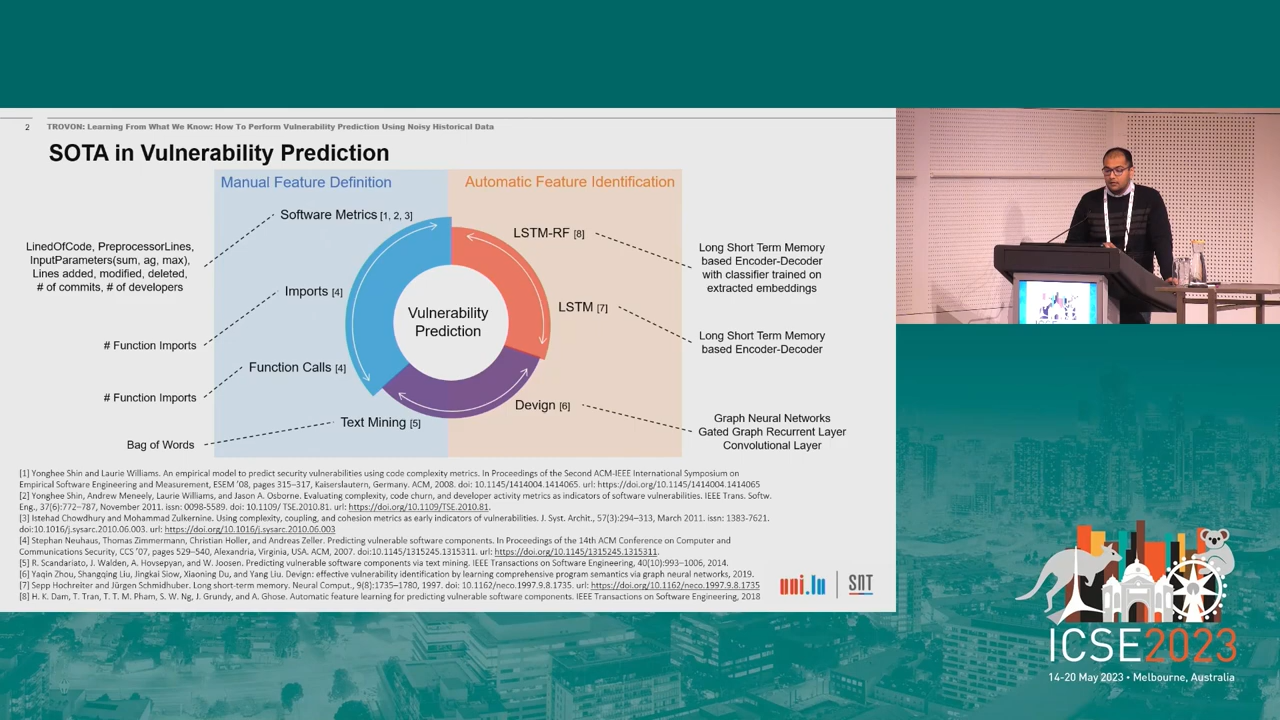 2
TROVON: Learning From What We Know: How To Perform Vulnerability Prediction Using Noisy Historical Data
SOTA in Vulnerability Prediction
Manual Feature Definition
Automatic Feature Identification
Software Metrics [1, 2, 3]
LinedOfCode, PreprocessorLines,
InputParameters(sum, ag, max),
Lines added, modified, deleted,
# of commits, # of developers
Imports [4]
# Function Imports
Function Calls [4]
# Function Imports
Text Mining [5]
Bag of Words
Vulnerability
Prediction
LSTM-RF [8]
Long Short Term Memory
based Encoder-Decoder
with classifier trained on
extracted embeddings
LSTM [7]
Long Short Term Memory
based Encoder-Decoder
Devign [6]
Graph Neural Networks
Gated Graph Recurrent Layer
Convolutional Layer
[1] Yonghee Shin and Laurie Williams. An empirical model to predict security vulnerabilities using code complexity metrics. In Proceedings of the Second ACM-IEEE International Symposium on
Empirical Software Engineering and Measurement, ESEM '08, pages 315–317, Kaiserslautern, Germany. ACM, 2008. doi: 10.1145/1414004.1414065. url: https://doi.org/10.1145/1414004.1414065
[2] Yonghee Shin, Andrew Meneely, Laurie Williams, and Jason A. Osborne. Evaluating complexity, code churn, and developer activity metrics as indicators of software vulnerabilities. IEEE Trans. Softw.
Eng., 37(6):772–787, November 2011. issn: 0098-5589. doi: 10.1109/ TSE.2010.81. url: https://doi.org/10.1109/TSE.2010.81.
[3] Istehad Chowdhury and Mohammad Zulkernine. Using complexity, coupling, and cohesion metrics as early indicators of vulnerabilities. J. Syst. Archit., 57(3):294–313, March 2011. issn: 1383-7621.
doi:10.1016/j.sysarc.2010.06.003. url: https://doi.org/10.1016/j.sysarc.2010.06.003
[4] Stephan Neuhaus, Thomas Zimmermann, Christian Holler, and Andreas Zeller. Predicting vulnerable software components. In Proceedings of the 14th ACM Conference on Computer and
Communications Security, CCS '07, pages 529–540, Alexandria, Virginia, USA. ACM, 2007. doi:10.1145/1315245.1315311. url: https://doi.org/10.1145/1315245.1315311.
[5] R. Scandariato, J. Walden, A. Hovsepyan, and W. Joosen. Predicting vulnerable software components via text mining. IEEE Transactions on Software Engineering, 40(10):993–1006, 2014.
[6] Yaqin Zhou, Shangqing Liu, Jingkai Siow, Xiaoning Du, and Yang Liu. Devign: effective vulnerability identification by learning comprehensive program semantics via graph neural networks, 2019.
[7] Sepp Hochreiter and Jürgen Schmidhuber. Long short-term memory. Neural Comput., 9(8):1735–1780, 1997. doi: 10.1162/neco.1997.9.8.1735. url: https://doi.org/10.1162/neco.1997.9.8.1735
[8] H. K. Dam, T. Tran, T. T. M. Pham, S. W. Ng, J. Grundy, and A. Ghose. Automatic feature learning for predicting vulnerable software components. IEEE Transactions on Software Engineering, 2018
uni.lu
SNT
ICSE
ICSE2023
14-20 May 2023 • Melbourne, Australia